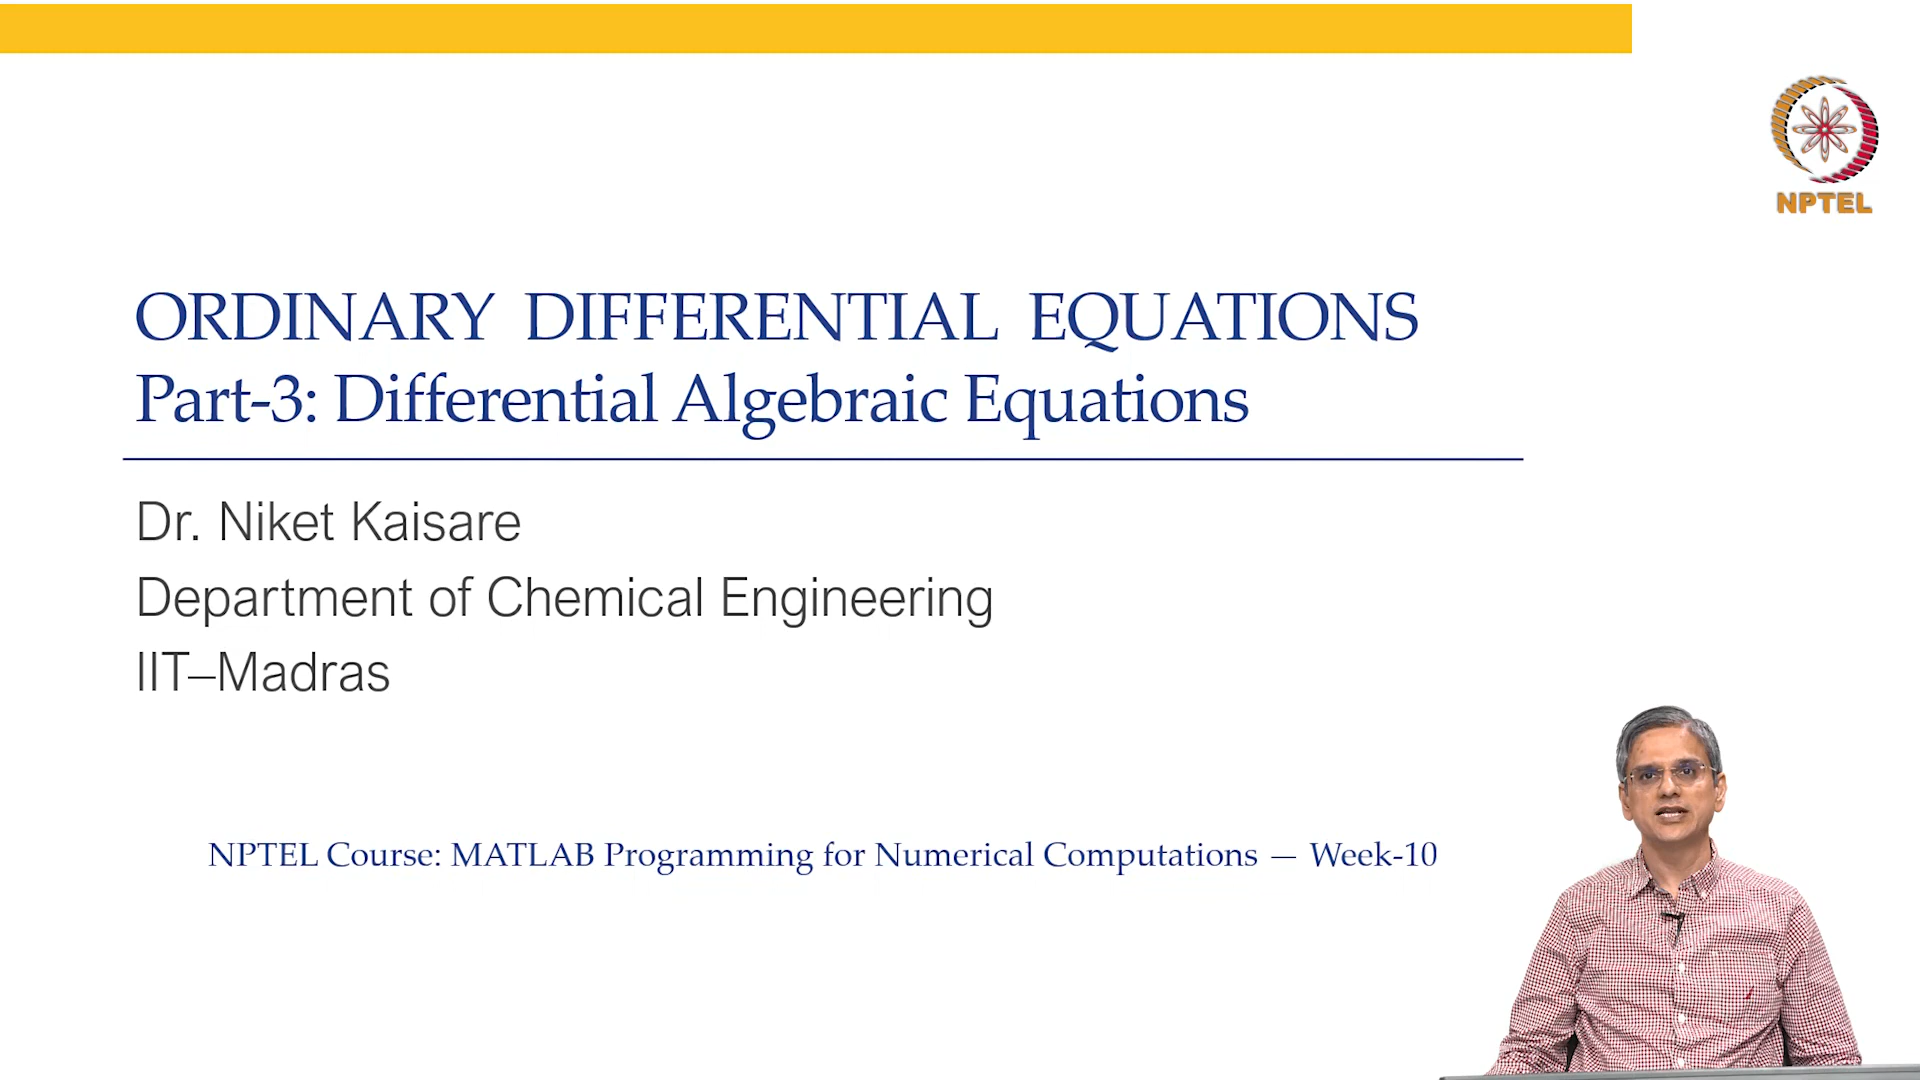 NPTEL
ORDINARY DIFFERENTIAL EQUATIONS
Part-3: Differential Algebraic Equations
Dr. Niket Kaisare
Department of Chemical Engineering
IIT–Madras
NPTEL Course: MATLAB Programming for Numerical Computations — Week-10